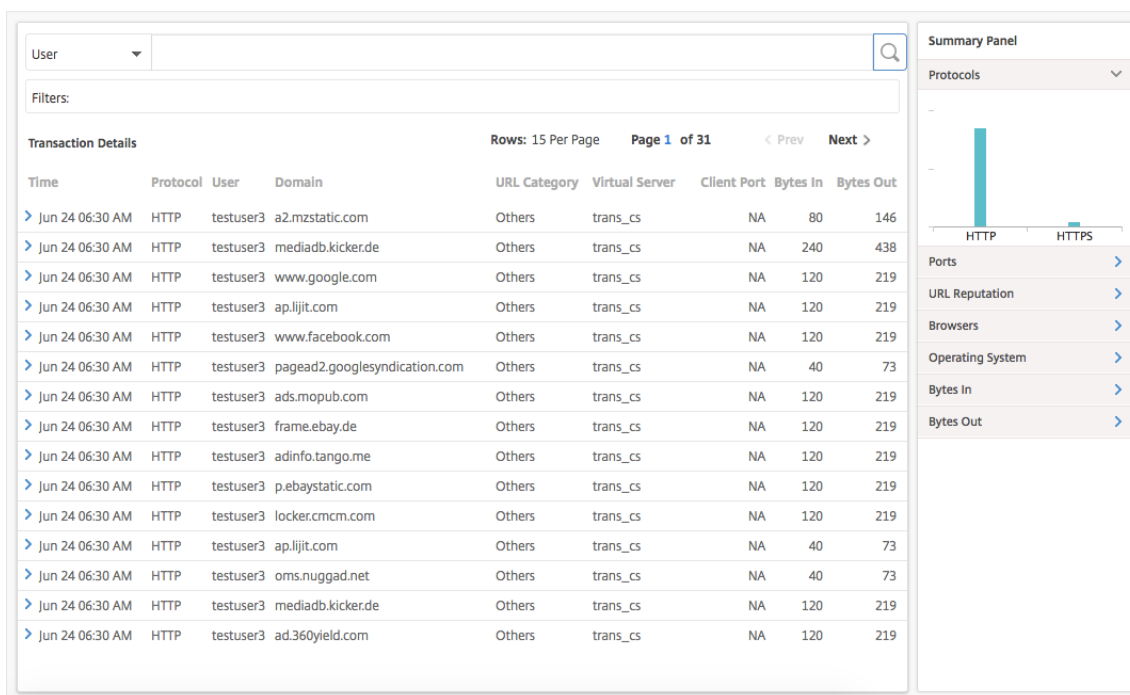 User
Filters:
Transaction Details
Rows: 15 Per Page Page 1 of 31 < Prev Next >
Time Protocol User Domain URL Category Virtual Server Client Port Bytes In Bytes Out
Jun 24 06:30 AM HTTP testuser3 a2.mzstatic.com Others trans_cs NA 80 146
Jun 24 06:30 AM HTTP testuser3 mediadb.kicker.de Others trans_cs NA 240 438
Jun 24 06:30 AM HTTP testuser3 www.google.com Others trans_cs NA 120 219
Jun 24 06:30 AM HTTP testuser3 ap.lijit.com Others trans_cs NA 120 219
Jun 24 06:30 AM HTTP testuser3 www.facebook.com Others trans_cs NA 120 219
Jun 24 06:30 AM HTTP testuser3 pagead2.googlesyndication.com Others trans_cs NA 40 73
Jun 24 06:30 AM HTTP testuser3 ads.mopub.com Others trans_cs NA 120 219
Jun 24 06:30 AM HTTP testuser3 frame.ebay.de Others trans_cs NA 120 219
Jun 24 06:30 AM HTTP testuser3 adinfo.tango.me Others trans_cs NA 120 219
Jun 24 06:30 AM HTTP testuser3 p.ebaystatic.com Others trans_cs NA 120 219
Jun 24 06:30 AM HTTP testuser3 locker.cmcm.com Others trans_cs NA 120 219
Jun 24 06:30 AM HTTP testuser3 ap.lijit.com Others trans_cs NA 40 73
Jun 24 06:30 AM HTTP testuser3 oms.nuggad.net Others trans_cs NA 40 73
Jun 24 06:30 AM HTTP testuser3 mediadb.kicker.de Others trans_cs NA 120 219
Jun 24 06:30 AM HTTP testuser3 ad.360yield.com Others trans_cs NA 120 219
Summary Panel
Protocols
HTTP HTTPS
Ports
URL Reputation
Browsers
Operating System
Bytes In
Bytes Out